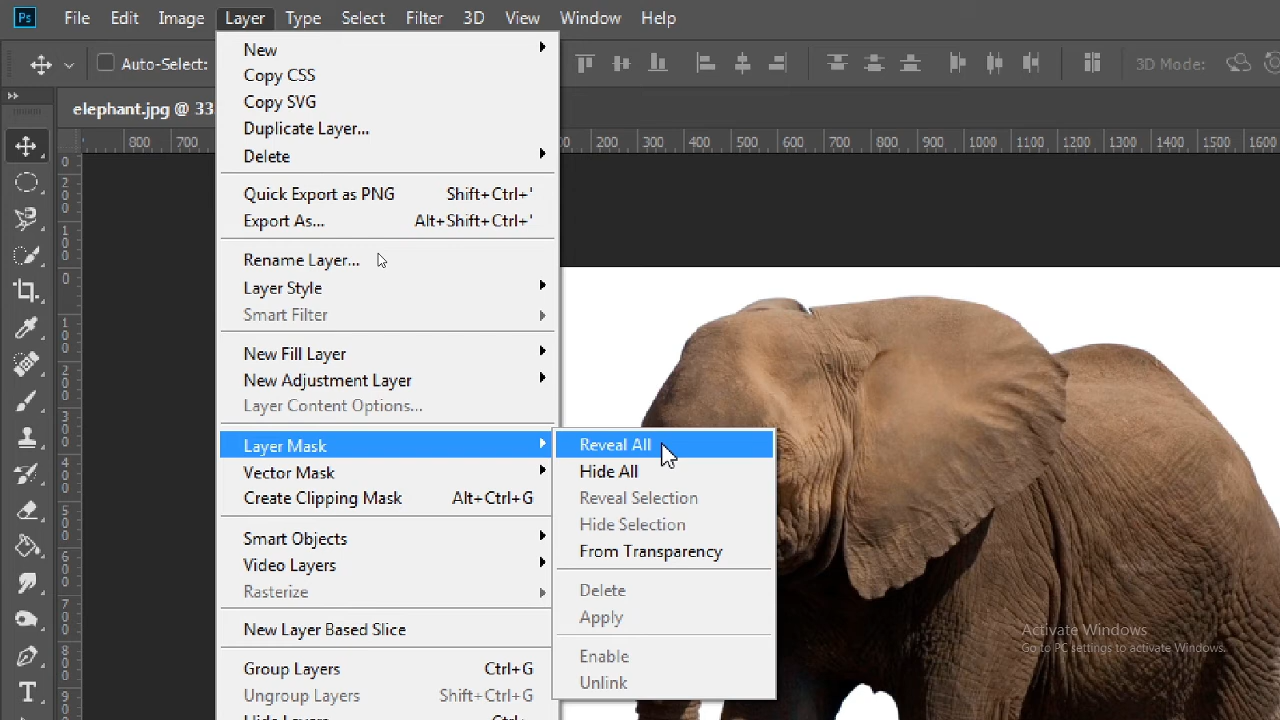 Ps File Edit Image Layer Type Select Filter 3D View Window Help
Auto-Select: 3D Mode:
elephant.jpg @ 33.
800 700 200 300 400 500 600 700 800 900 1000 1100 1200 1300 1400 1500 1600
New
Copy CSS
Copy SVG
Duplicate Layer...
Delete
Quick Export as PNG Shift+Ctrl+'
Export As... Alt+Shift+Ctrl+'
Rename Layer...
Layer Style
Smart Filter
New Fill Layer
New Adjustment Layer
Layer Content Options...
Layer Mask
Vector Mask
Create Clipping Mask Alt+Ctrl+G
Smart Objects
Video Layers
Rasterize
New Layer Based Slice
Group Layers Ctrl+G
Ungroup Layers Shift+Ctrl+G
Reveal All
Hide All
Reveal Selection
Hide Selection
From Transparency
Delete
Apply
Enable
Unlink
Activate Windows
Go to PC settings to activate Windows.